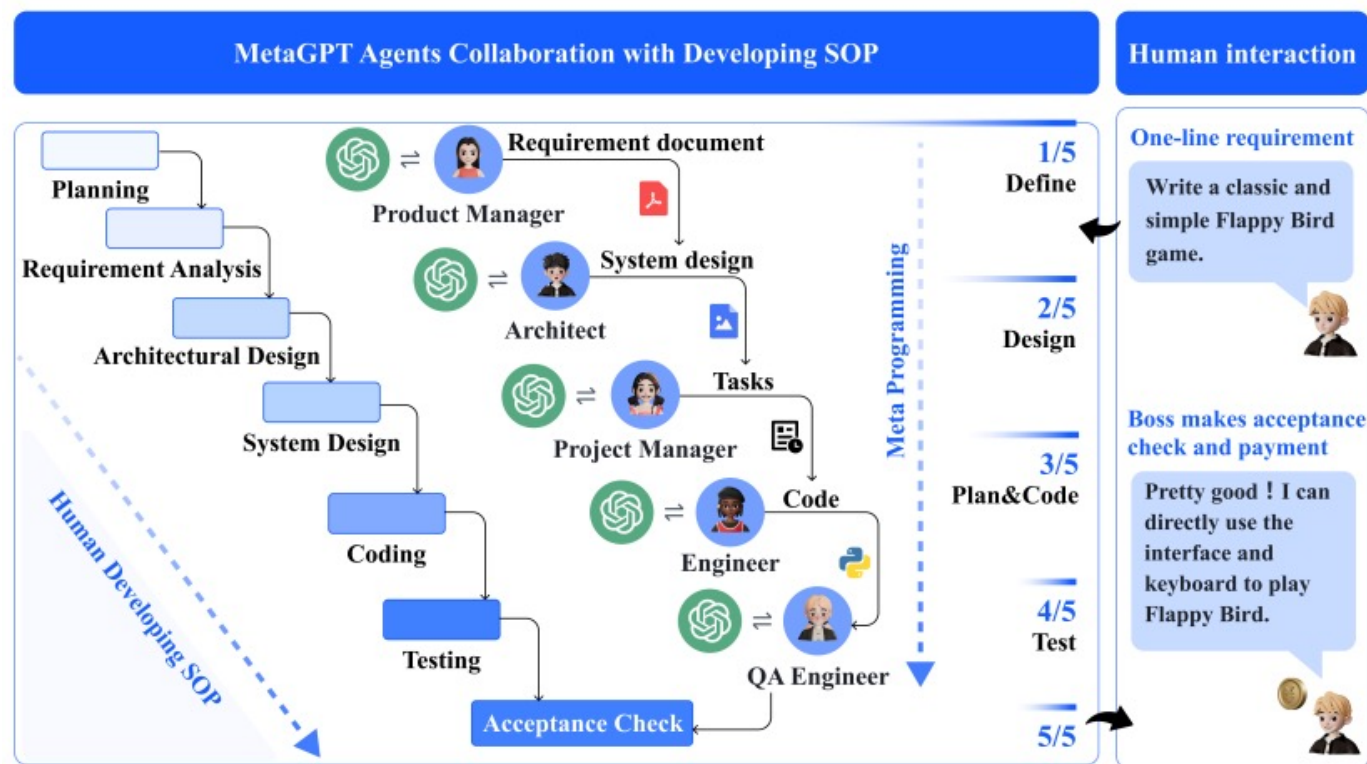 MetaGPT Agents Collaboration with Developing SOP
Human interaction
Planning
Requirement Analysis
Architectural Design
System Design
Coding
Testing
Acceptance Check
Human Developing SOP
Requirement document
Product Manager
System design
Architect
Tasks
Project Manager
Code
Engineer
QA Engineer
Meta Programming
1/5
Define
2/5
Design
3/5
Plan&Code
4/5
Test
5/5
One-line requirement
Write a classic and
simple Flappy Bird
game.
Boss makes acceptance
check and payment
Pretty good ! I can
directly use the
interface and
keyboard to play
Flappy Bird.